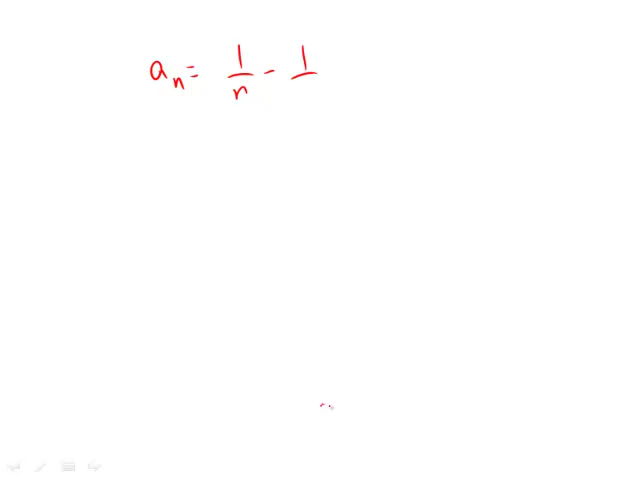 aₙ = 1/n - 1/